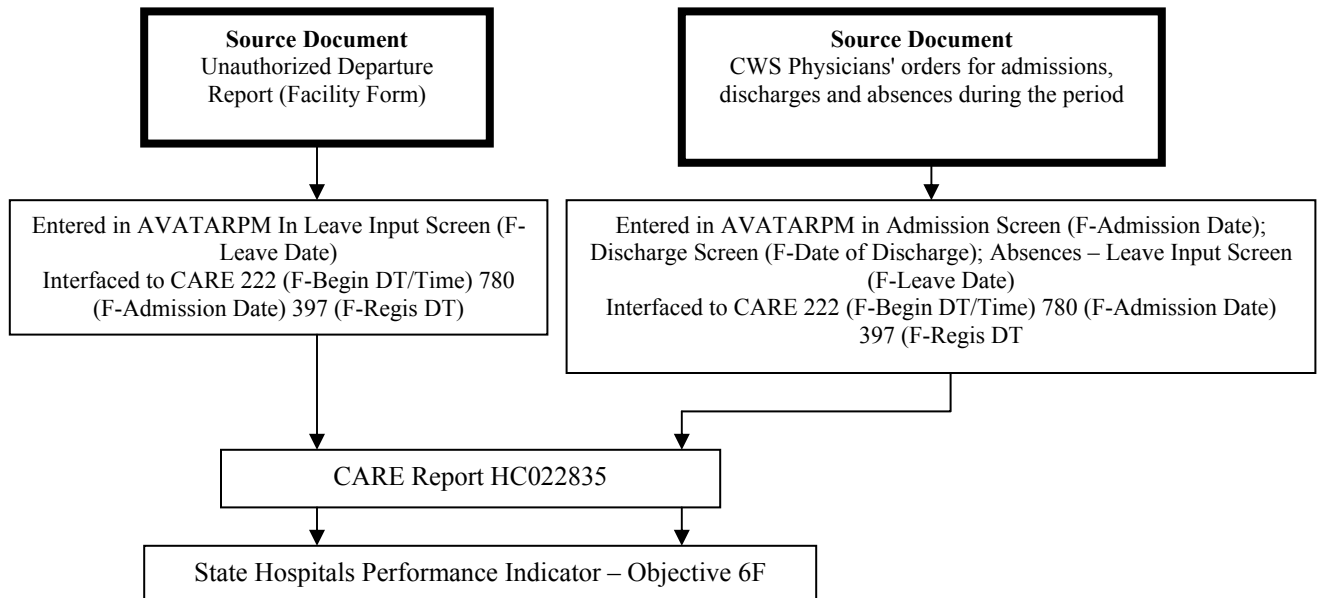 Source Document
Unauthorized Departure
Report (Facility Form)
Source Document
CWS Physicians' orders for admissions,
discharges and absences during the period
Entered in AVATARPM In Leave Input Screen (F-
Leave Date)
Interfaced to CARE 222 (F-Begin DT/Time) 780
(F-Admission Date) 397 (F-Regis DT)
Entered in AVATARPM in Admission Screen (F-Admission Date);
Discharge Screen (F-Date of Discharge); Absences – Leave Input Screen
(F-Leave Date)
Interfaced to CARE 222 (F-Begin DT/Time) 780 (F-Admission Date)
397 (F-Regis DT
CARE Report HC022835
State Hospitals Performance Indicator – Objective 6F